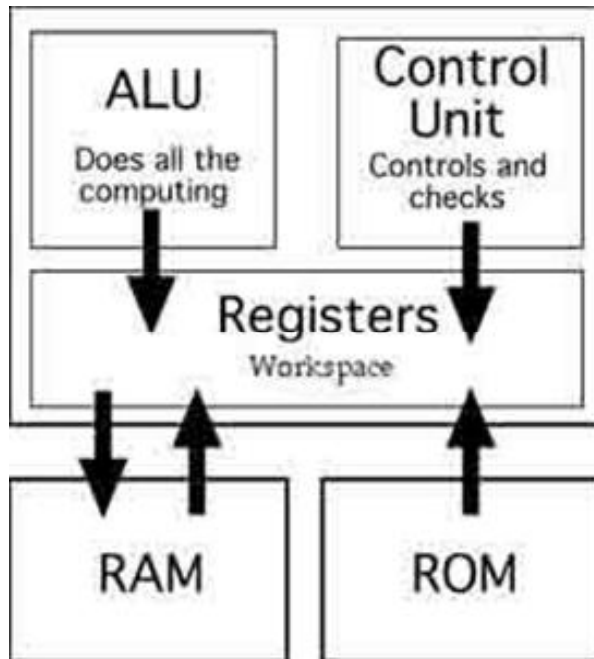 ALU
Does all the
computing
Control
Unit
Controls and
checks
Registers
Workspace
RAM
ROM